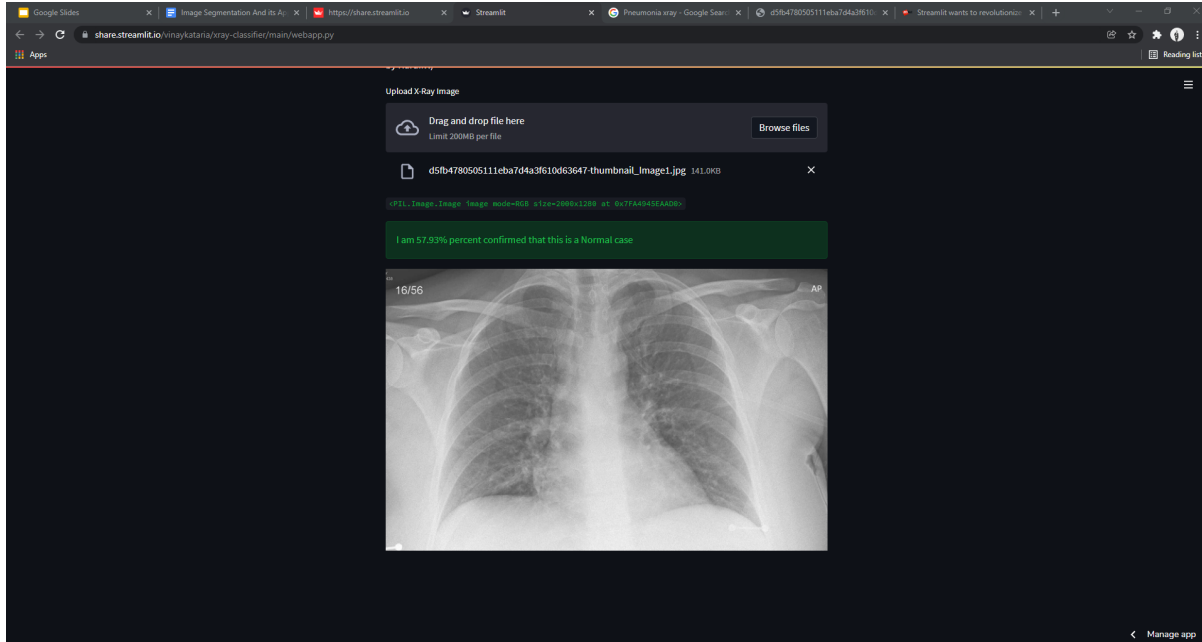 Google Slides
Image Segmentation And its Ap
https://share.streamlit.io
Streamlit
Pneumonia xray - Google Search
d5fb4780505111eba7d4a3f610
Streamlit wants to revolutionize
share.streamlit.io/vinaykataria/xray-classifier/main/webapp.py
Apps
Reading list
Upload X-Ray Image
Drag and drop file here
Limit 200MB per file
Browse files
d5fb4780505111eba7d4a3f610d63647-thumbnail_Image1.jpg 141.0KB
<PIL.Image.Image image mode=RGB size=2000x1280 at 0x7FA4945EAAD0>
I am 57.93% percent confirmed that this is a Normal case
16/56
AP
Manage app